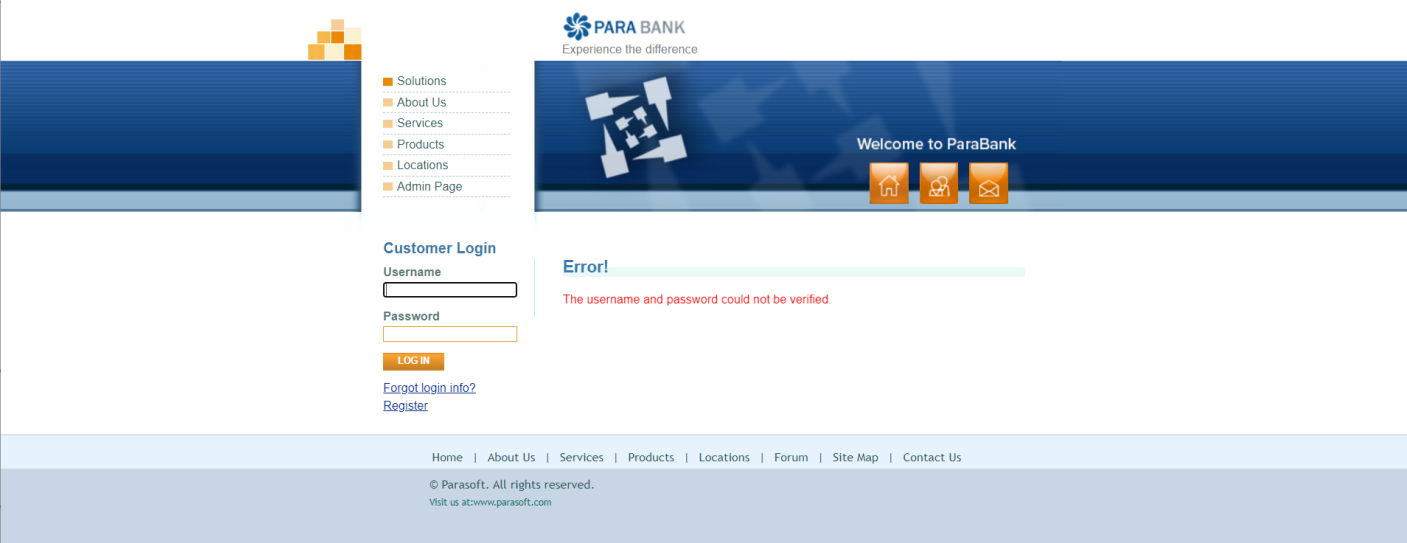 PARA BANK
Experience the difference
Solutions
About Us
Services
Products
Locations
Admin Page
Welcome to ParaBank
Customer Login
Username
Password
LOG IN
Forgot login info?
Register
Error!
The username and password could not be verified.
Home | About Us | Services | Products | Locations | Forum | Site Map | Contact Us
© Parasoft. All rights reserved.
Visit us at:www.parasoft.com